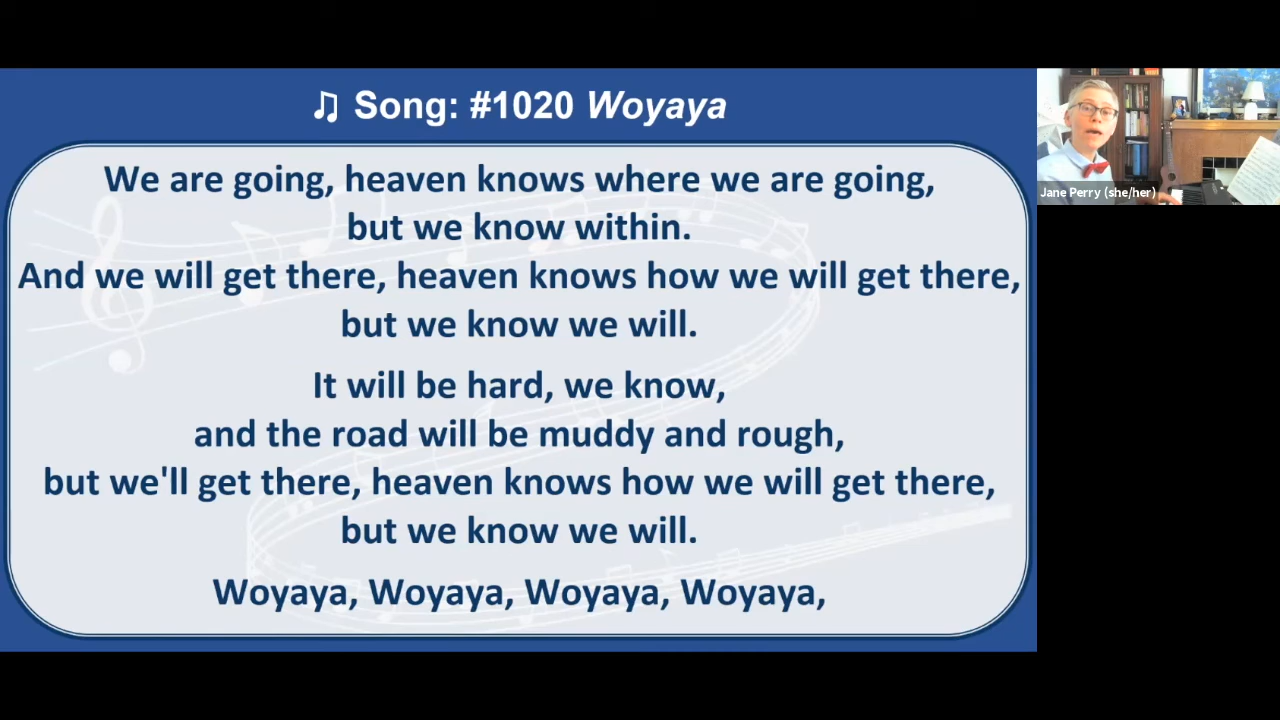 ♫ Song: #1020 Woyaya
We are going, heaven knows where we are going,
but we know within.
And we will get there, heaven knows how we will get there,
but we know we will.
It will be hard, we know,
and the road will be muddy and rough,
but we'll get there, heaven knows how we will get there,
but we know we will.
Woyaya, Woyaya, Woyaya, Woyaya,
Jane Perry (she/her)